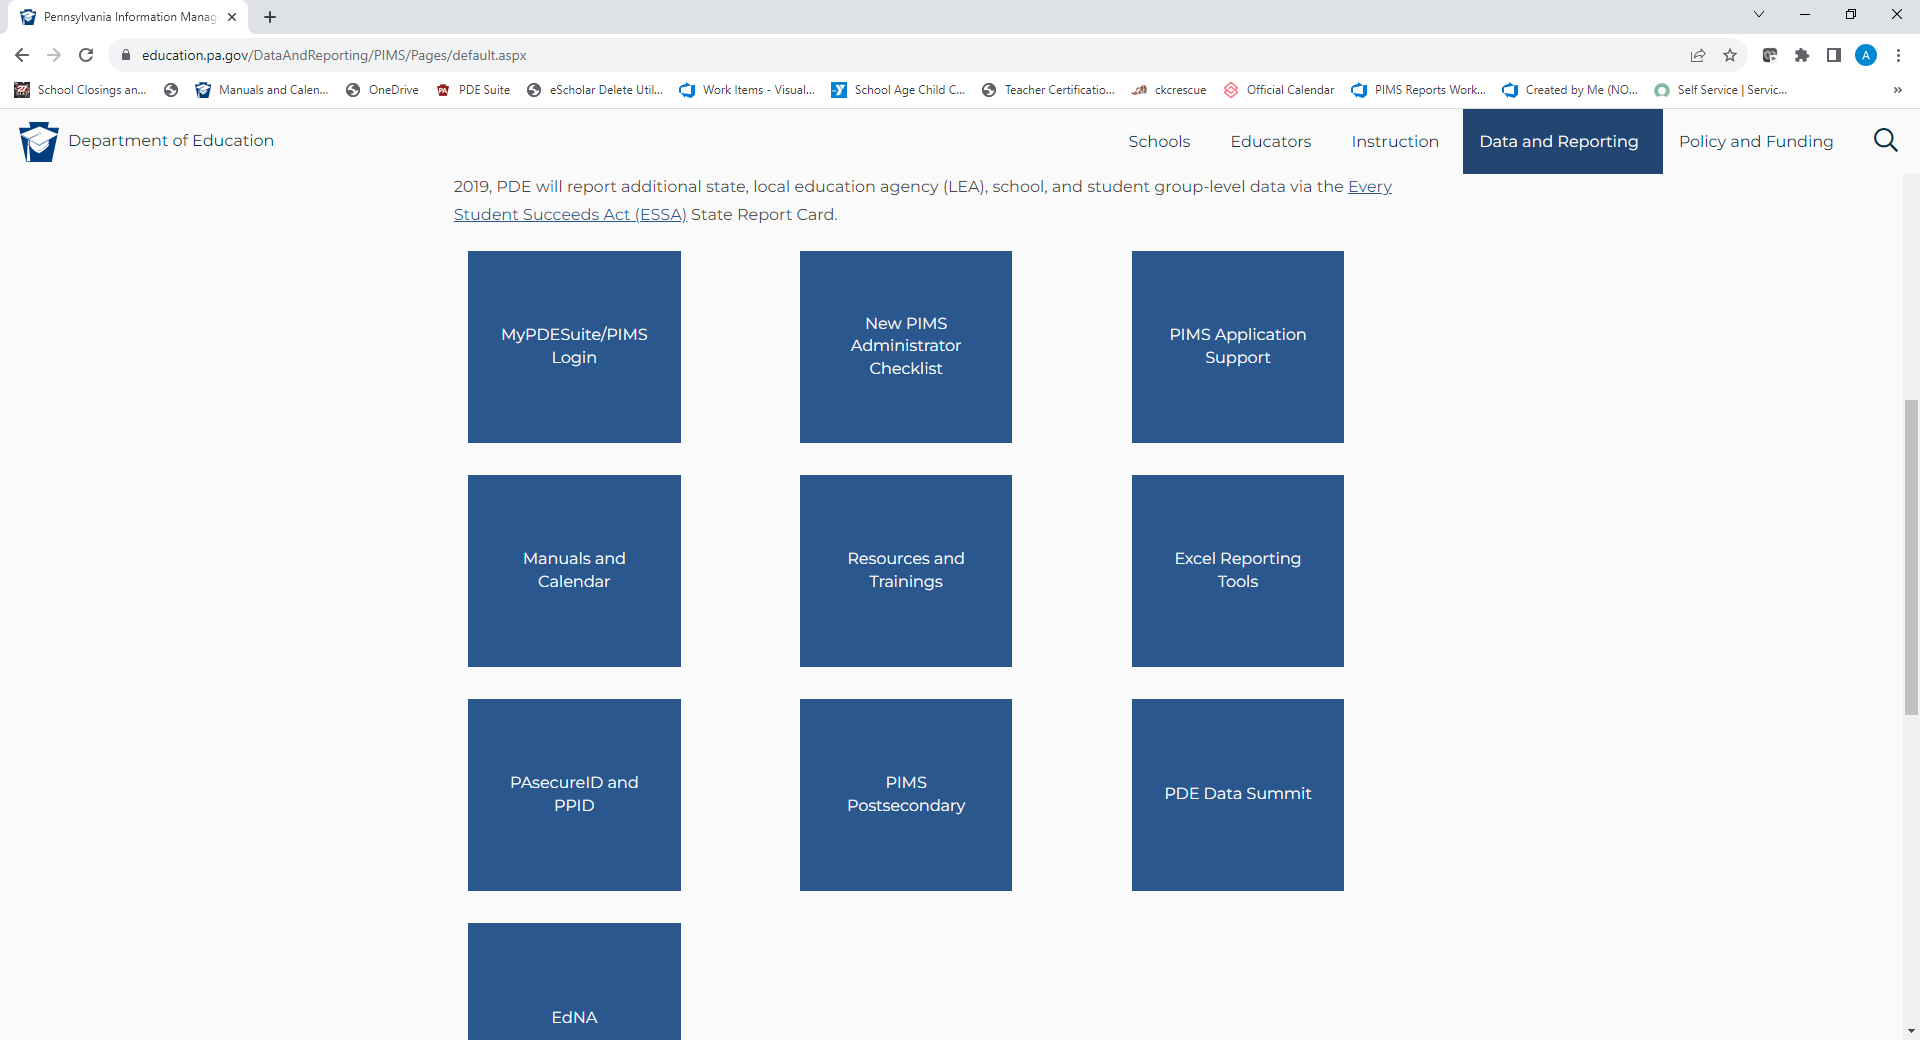 Pennsylvania Information Manag
education.pa.gov/DataAndReporting/PIMS/Pages/default.aspx
A
School Closings an...
Manuals and Calen...
OneDrive
PDE Suite
eScholar Delete Util...
Work Items - Visual...
School Age Child C...
Teacher Certificatio...
ckcrescue
Official Calendar
PIMS Reports Work...
Created by Me (NO...
Self Service | Servic...
»
Department of Education
Schools
Educators
Instruction
Data and Reporting
Policy and Funding
2019, PDE will report additional state, local education agency (LEA), school, and student group-level data via the Every
Student Succeeds Act (ESSA) State Report Card.
MyPDESuite/PIMS
Login
New PIMS
Administrator
Checklist
PIMS Application
Support
Manuals and
Calendar
Resources and
Trainings
Excel Reporting
Tools
PAsecureID and
PPID
PIMS
Postsecondary
PDE Data Summit
EdNA